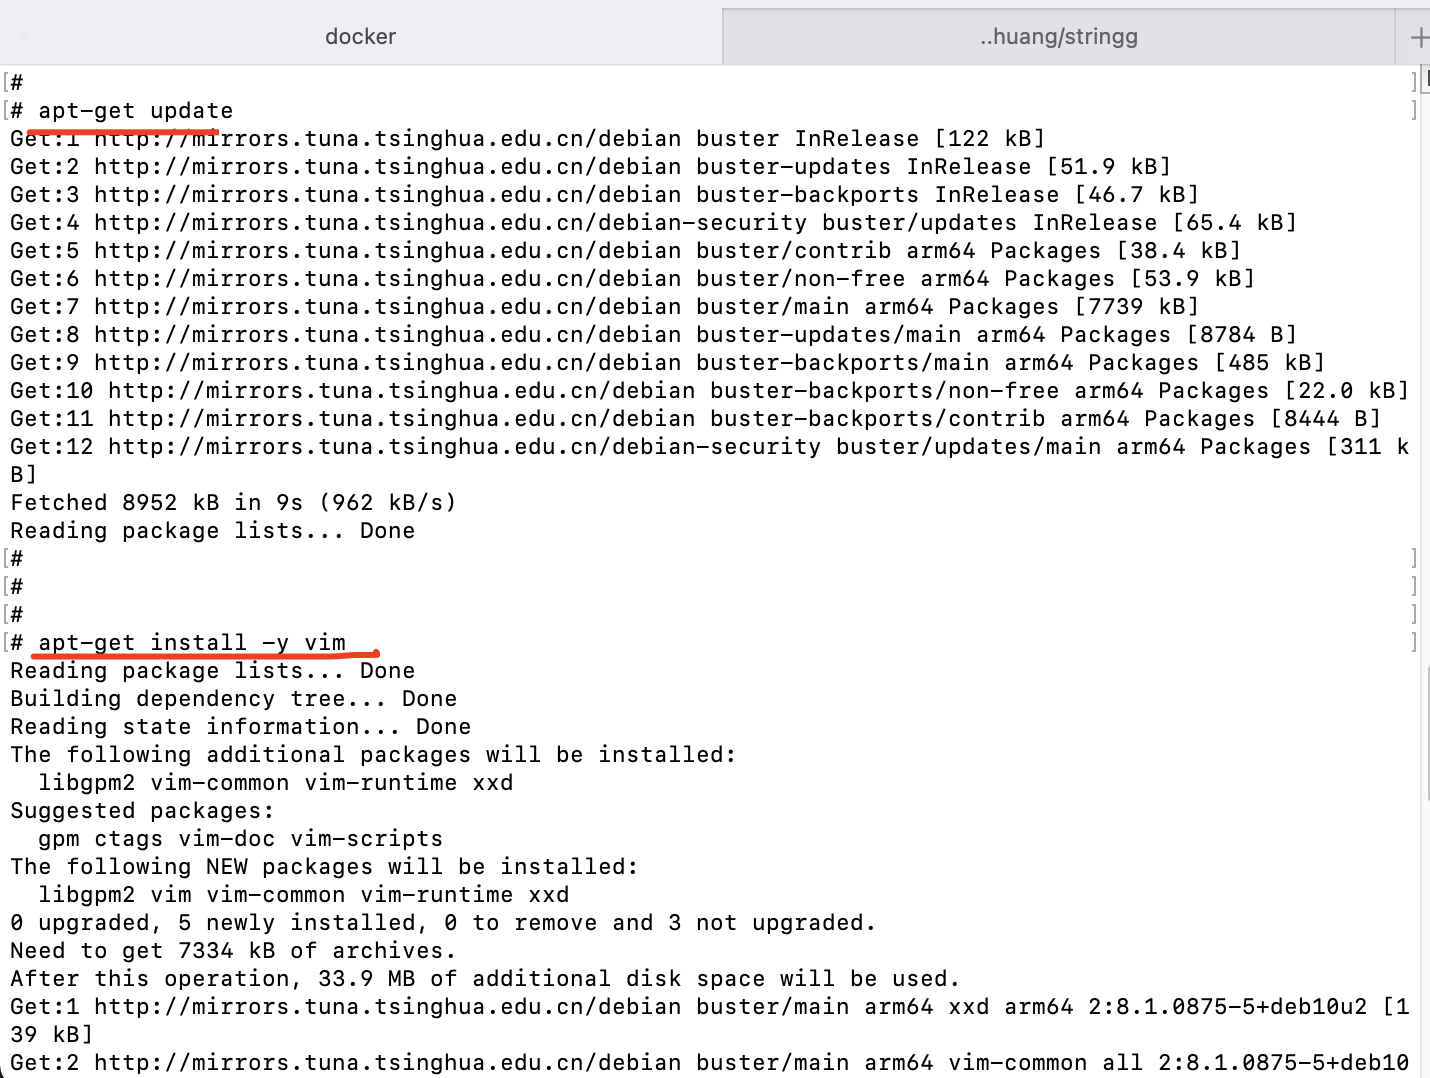 docker
..huang/stringg
[#
]
[# apt-get update
]
Get:1 http://mirrors.tuna.tsinghua.edu.cn/debian buster InRelease [122 kB]
Get:2 http://mirrors.tuna.tsinghua.edu.cn/debian buster-updates InRelease [51.9 kB]
Get:3 http://mirrors.tuna.tsinghua.edu.cn/debian buster-backports InRelease [46.7 kB]
Get:4 http://mirrors.tuna.tsinghua.edu.cn/debian-security buster/updates InRelease [65.4 kB]
Get:5 http://mirrors.tuna.tsinghua.edu.cn/debian buster/contrib arm64 Packages [38.4 kB]
Get:6 http://mirrors.tuna.tsinghua.edu.cn/debian buster/non-free arm64 Packages [53.9 kB]
Get:7 http://mirrors.tuna.tsinghua.edu.cn/debian buster/main arm64 Packages [7739 kB]
Get:8 http://mirrors.tuna.tsinghua.edu.cn/debian buster-updates/main arm64 Packages [8784 B]
Get:9 http://mirrors.tuna.tsinghua.edu.cn/debian buster-backports/main arm64 Packages [485 kB]
Get:10 http://mirrors.tuna.tsinghua.edu.cn/debian buster-backports/non-free arm64 Packages [22.0 kB]
Get:11 http://mirrors.tuna.tsinghua.edu.cn/debian buster-backports/contrib arm64 Packages [8444 B]
Get:12 http://mirrors.tuna.tsinghua.edu.cn/debian-security buster/updates/main arm64 Packages [311 k
B]
Fetched 8952 kB in 9s (962 kB/s)
Reading package lists... Done
[#
]
[#
]
[#
]
[# apt-get install -y vim
]
Reading package lists... Done
Building dependency tree... Done
Reading state information... Done
The following additional packages will be installed:
libgpm2 vim-common vim-runtime xxd
Suggested packages:
gpm ctags vim-doc vim-scripts
The following NEW packages will be installed:
libgpm2 vim vim-common vim-runtime xxd
0 upgraded, 5 newly installed, 0 to remove and 3 not upgraded.
Need to get 7334 kB of archives.
After this operation, 33.9 MB of additional disk space will be used.
Get:1 http://mirrors.tuna.tsinghua.edu.cn/debian buster/main arm64 xxd arm64 2:8.1.0875-5+deb10u2 [1
39 kB]
Get:2 http://mirrors.tuna.tsinghua.edu.cn/debian buster/main arm64 vim-common all 2:8.1.0875-5+deb10